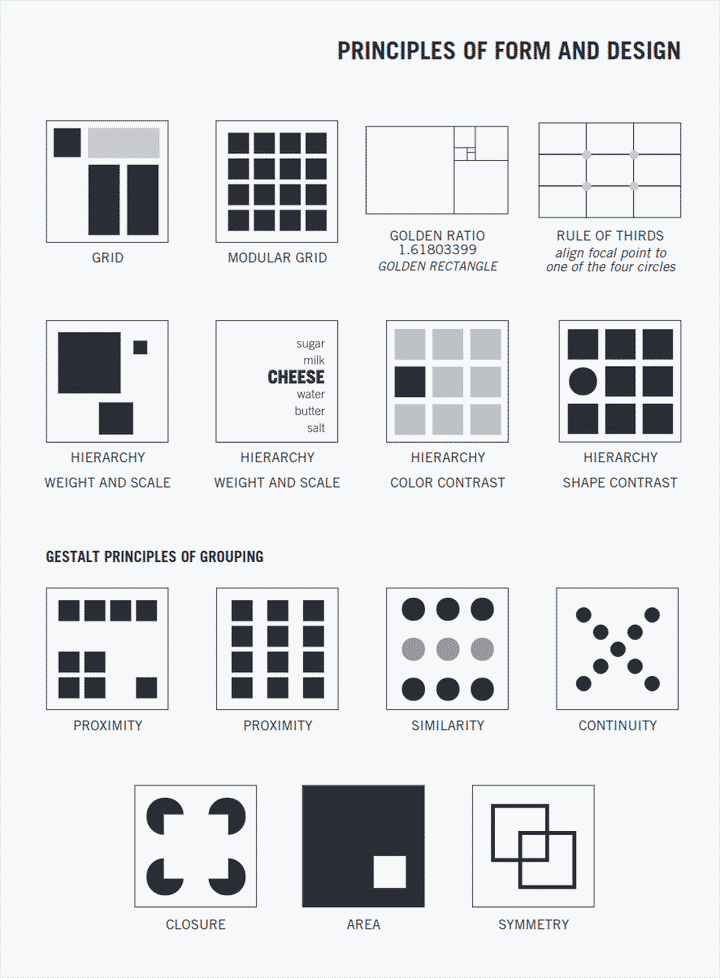 PRINCIPLES OF FORM AND DESIGN
GRID
MODULAR GRID
GOLDEN RATIO
1.61803399
GOLDEN RECTANGLE
RULE OF THIRDS
align focal point to
one of the four circles
HIERARCHY
WEIGHT AND SCALE
sugar
milk
CHEESE
water
butter
salt
HIERARCHY
WEIGHT AND SCALE
HIERARCHY
COLOR CONTRAST
HIERARCHY
SHAPE CONTRAST
GESTALT PRINCIPLES OF GROUPING
PROXIMITY
PROXIMITY
SIMILARITY
CONTINUITY
CLOSURE
AREA
SYMMETRY